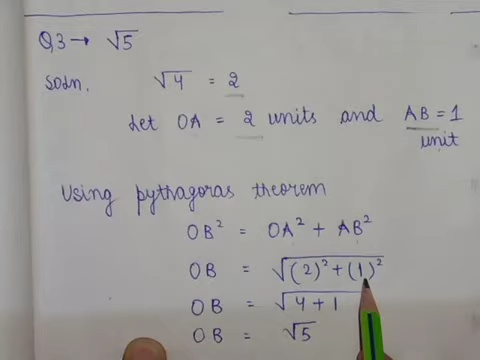 Q3→ √5
Soln. √4 = 2
Let OA = 2 units and AB = 1
unit
Using pythagoras theorem
OB² = OA² + AB²
OB = √(2)² + (1)²
OB = √4 + 1
OB = √5